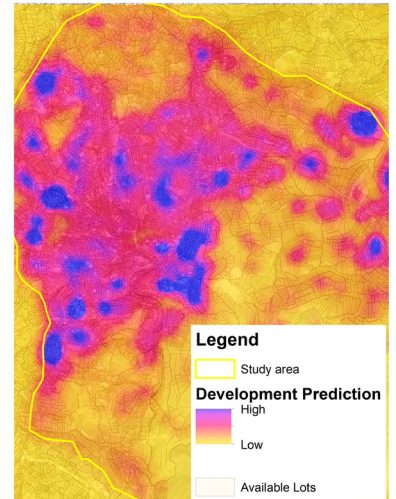 Legend
Study area
Development Prediction
High
Low
Available Lots